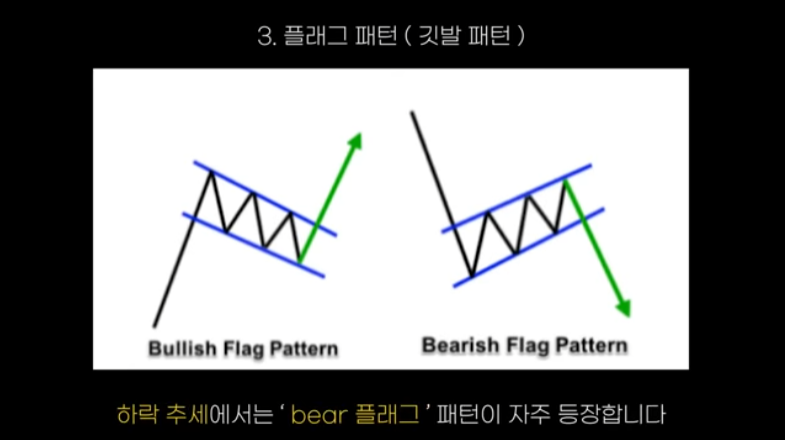 3. 플래그 패턴 ( 깃발 패턴 )
Bullish Flag Pattern
Bearish Flag Pattern
하락 추세에서는 ‘ bear 플래그 ’ 패턴이 자주 등장합니다